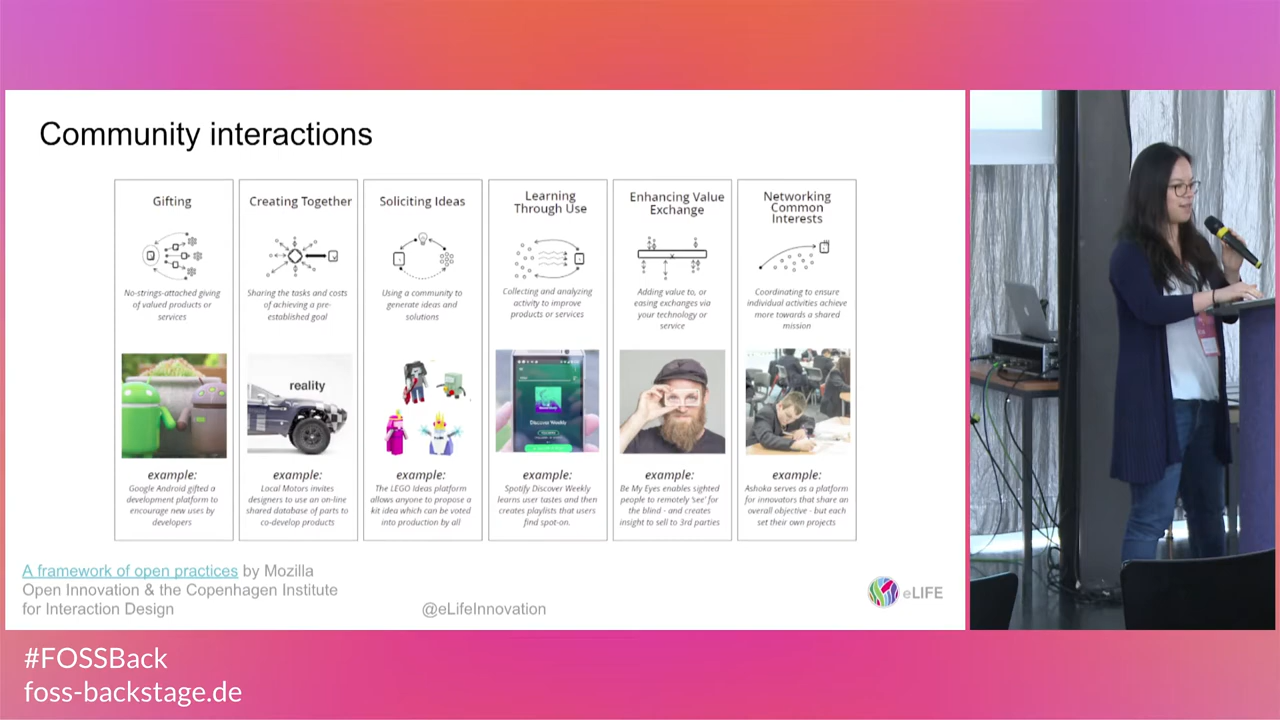 Community interactions
Gifting
No-strings-attached giving
of valued products or
services
example:
Google Android gifted a
development platform to
encourage new uses by
developers
Creating Together
Sharing the tasks and costs
of achieving a pre-
established goal
reality
example:
Local Motors invites
designers to use an on-line
shared database of parts to
co-develop products
Soliciting Ideas
Using a community to
generate ideas and
solutions
example:
The LEGO Ideas platform
allows anyone to propose a
kit idea which can be voted
into production by all
Learning
Through Use
Collecting and analyzing
activity to improve
products or services
Discover Weekly
example:
Spotify Discover Weekly
learns user tastes and then
creates playlists that users
find spot-on.
Enhancing Value
Exchange
Adding value to, or
easing exchanges via
your technology or
service
example:
Be My Eyes enables sighted
people to remotely 'see' for
the blind - and creates
insight to sell to 3rd parties
Networking
Common
Interests
Coordinating to ensure
individual activities achieve
more towards a shared
mission
example:
Ashoka serves as a platform
for innovators that share an
overall objective - but each
set their own projects
A framework of open practices by Mozilla
Open Innovation & the Copenhagen Institute
for Interaction Design
@eLifeInnovation
eLIFE
#FOSSBack
foss-backstage.de